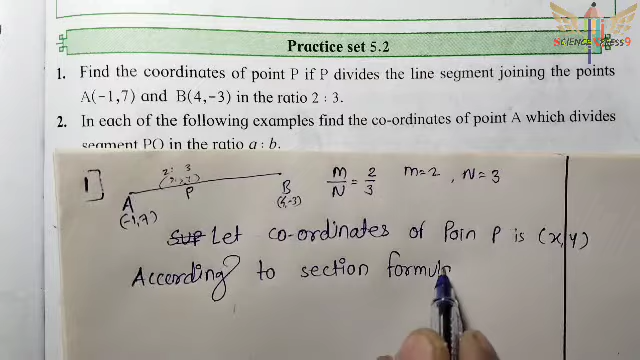 SCIENCE XPRESS9
Practice set 5.2
1. Find the coordinates of point P if P divides the line segment joining the points
A(-1,7) and B(4,-3) in the ratio 2 : 3.
2. In each of the following examples find the co-ordinates of point A which divides
segment PQ in the ratio a : b.
1]
2: 3
(x,y)
A
P
B
(-1,7)
(4,-3)
M/N = 2/3
m=2 , N=3
Let co-ordinates of Poin P is (x,y)
According to section formul